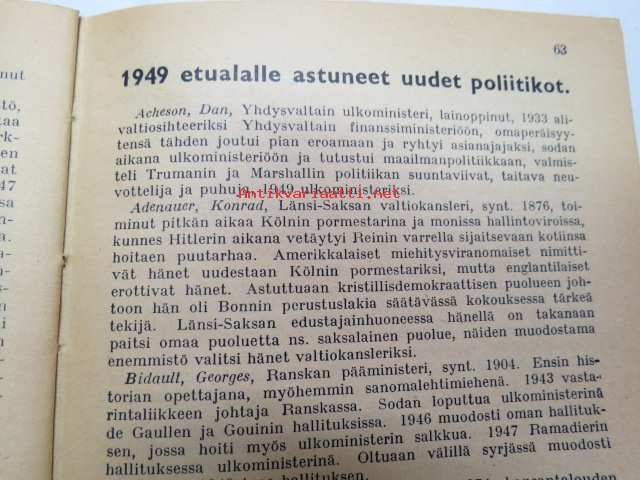 63
1949 etualalle astuneet uudet poliitikot.
Acheson, Dan, Yhdysvaltain ulkoministeri, lainoppinut, 1933 ali-
valtiosihteeriksi Yhdysvaltain finanssiministeriöön, omaperäisyy-
tensä tähden joutui pian eroamaan ja ryhtyi asianajajaksi, sodan
aikana ulkoministeriöön ja tutustui maailmanpolitiikkaan, valmis-
teli Trumanin ja Marshallin politiikan suuntaviivat, taitava neu-
vottelija ja puhuja, 1949 ulkoministeriksi.
Antikvariaatti.net
Adenauer, Konrad, Länsi-Saksan valtiokansleri, synt. 1876, toi-
minut pitkän aikaa Kölnin pormestarina ja monissa hallintoviroissa,
kunnes Hitlerin aikana vetäytyi Reinin varrella sijaitsevaan kotiinsa
hoitaen puutarhaa. Amerikkalaiset miehitysviranomaiset nimitti-
vät hänet uudestaan Kölnin pormestariksi, mutta englantilaiset
erottivat hänet. Astuttuaan kristillisdemokraattisen puolueen joh-
toon hän oli Bonnin perustuslakia säätävässä kokouksessa tärkeä
tekijä. Länsi-Saksan edustajainhuoneessa hänellä on takanaan
paitsi omaa puoluetta ns. saksalainen puolue, näiden muodostama
enemmistö valitsi hänet valtiokansleriksi.
Bidault, Georges, Ranskan pääministeri, synt. 1904. Ensin his-
torian opettajana, myöhemmin sanomalehtimiehenä. 1943 vasta-
rintaliikkeen johtaja Ranskassa. Sodan loputtua ulkoministerinä
de Gaullen ja Gouinin hallituksissa. 1946 muodosti oman hallituk-
sen, jossa hoiti myös ulkoministerin salkkua. 1947 Ramadierin
hallituksessa ulkoministerinä. Oltuaan välillä syrjässä muodosti